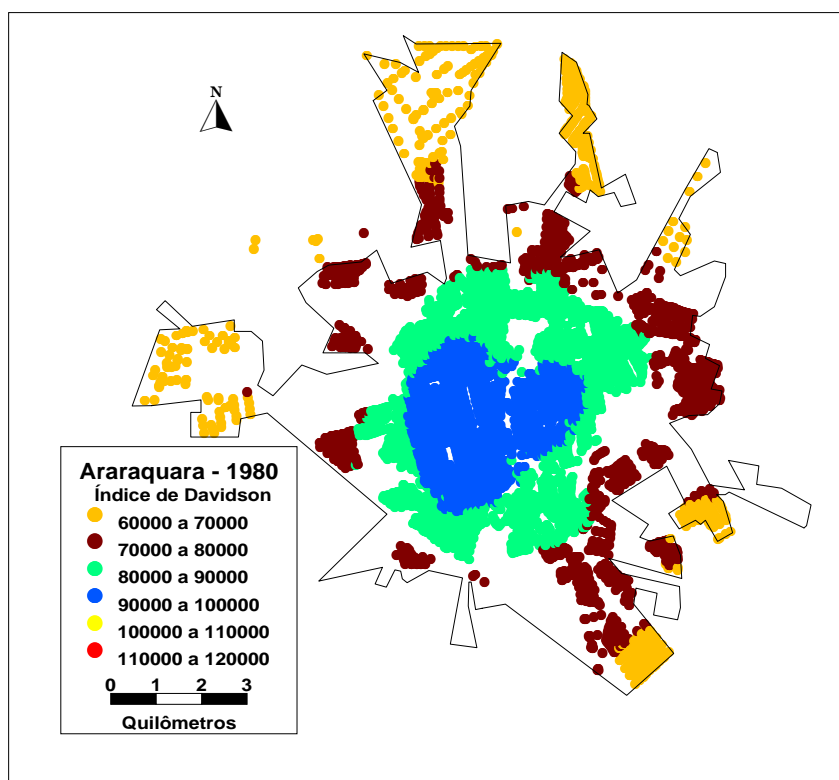 N
Araraquara - 1980
Índice de Davidson
60000 a 70000
70000 a 80000
80000 a 90000
90000 a 100000
100000 a 110000
110000 a 120000
0 1 2 3
Quilômetros